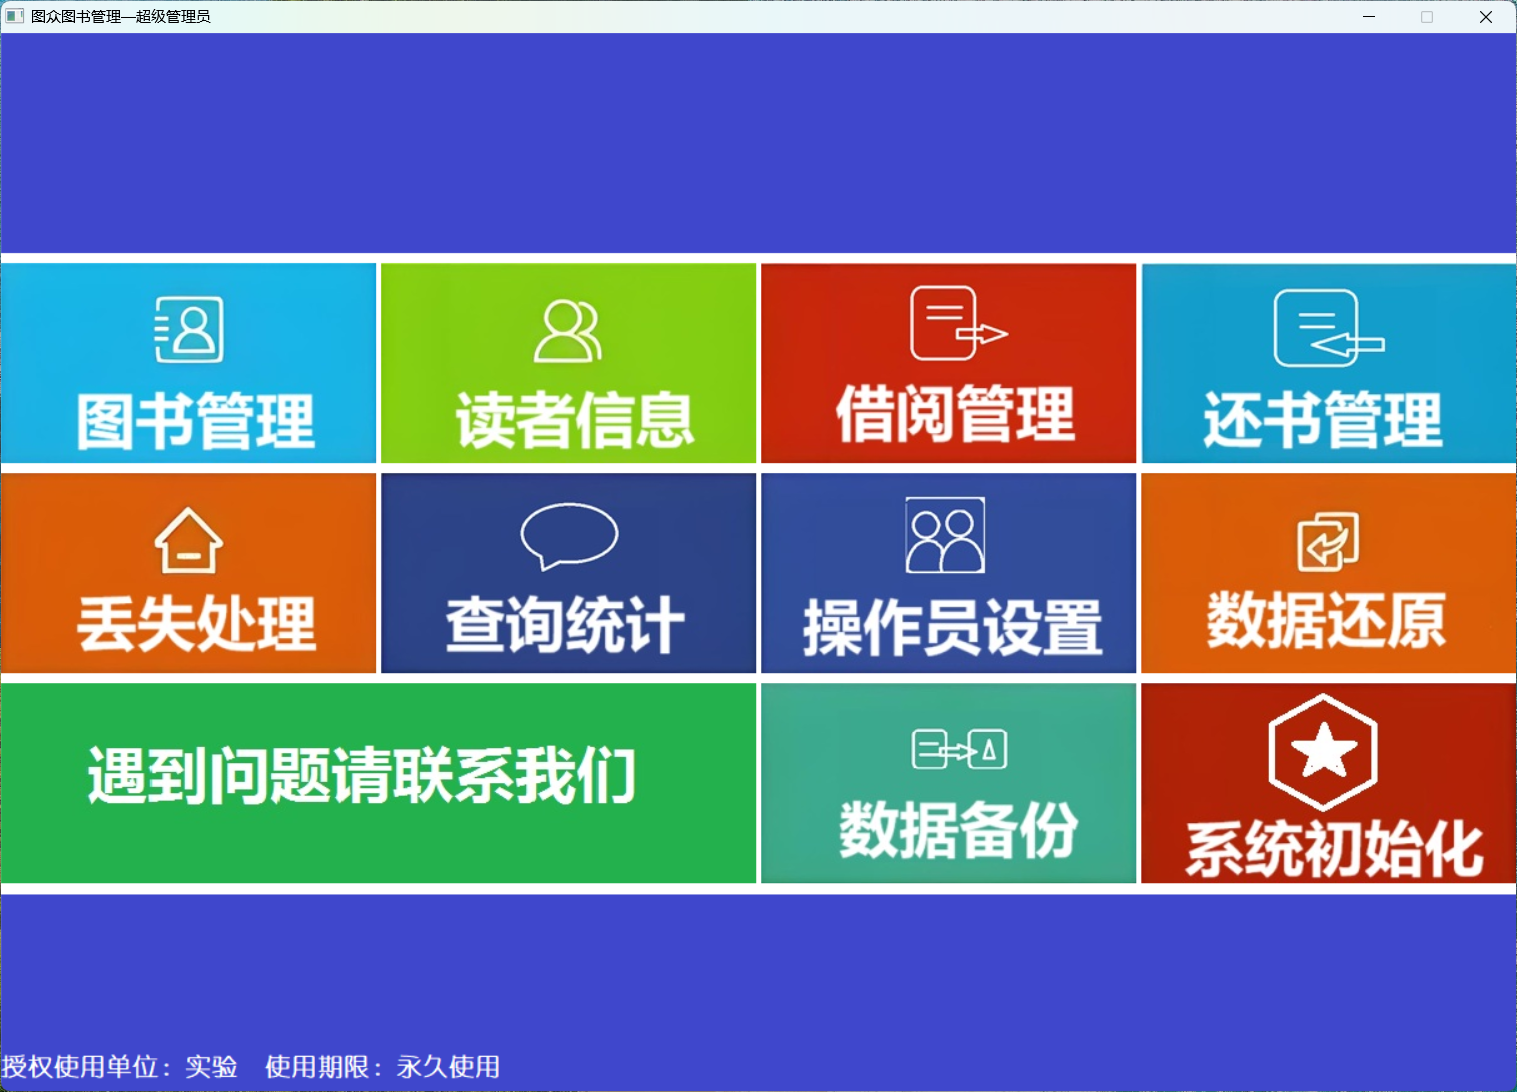 图众图书管理—超级管理员
图书管理
读者信息
借阅管理
还书管理
丢失处理
查询统计
操作员设置
数据还原
遇到问题请联系我们
数据备份
系统初始化
授权使用单位：实验 使用期限：永久使用